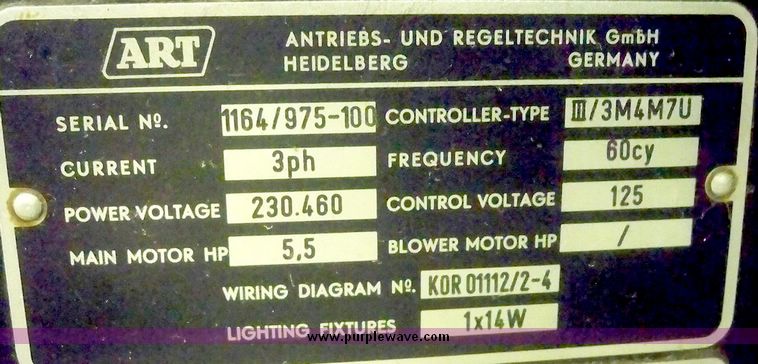 ART
ANTRIEBS- UND REGELTECHNIK GmbH
HEIDELBERG GERMANY
SERIAL Nº. 1164/975-100 CONTROLLER-TYPE III/3M4M7U
CURRENT 3ph FREQUENCY 60cy
POWER VOLTAGE 230.460 CONTROL VOLTAGE 125
MAIN MOTOR HP 5,5 BLOWER MOTOR HP /
WIRING DIAGRAM Nº. KOR 01112/2-4
LIGHTING FIXTURES 1x14W
www.purplewave.com